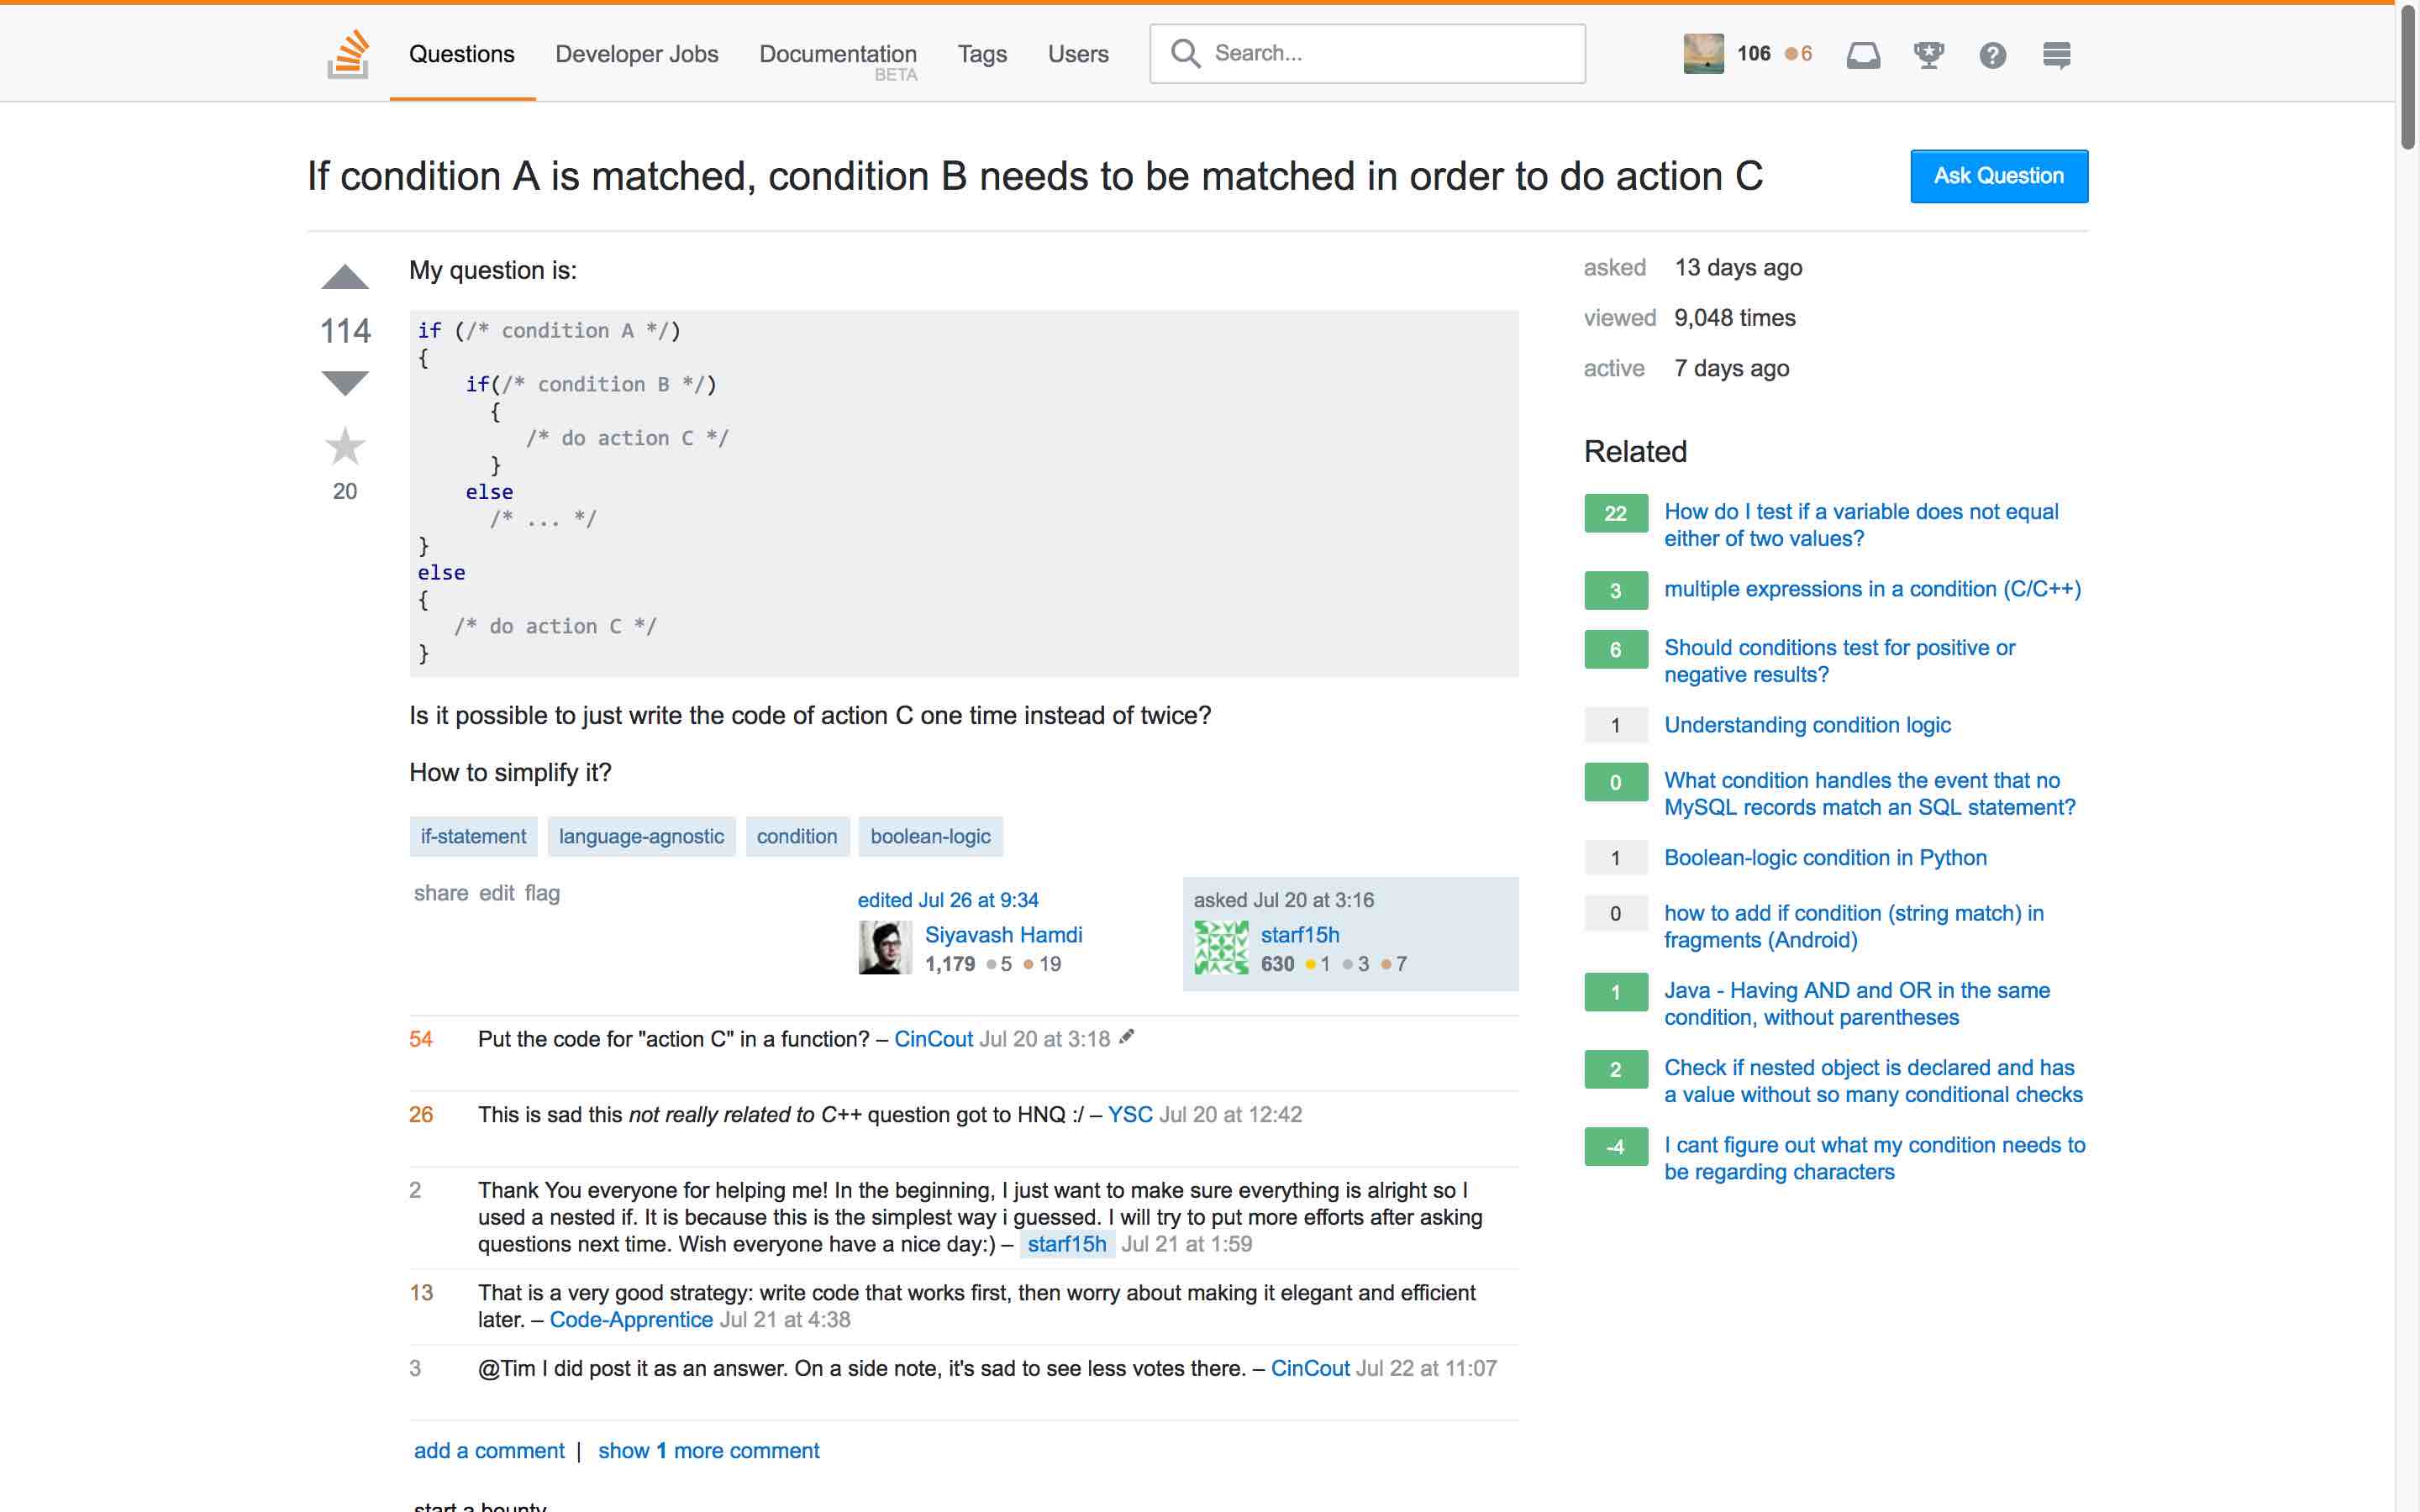 Questions Developer Jobs Documentation BETA Tags Users Search... 106 6
If condition A is matched, condition B needs to be matched in order to do action C
Ask Question
114
20
My question is:
if (/* condition A */)
{
    if(/* condition B */)
      {
         /* do action C */
      }
    else
      /* ... */
}
else
{
   /* do action C */
}
Is it possible to just write the code of action C one time instead of twice?
How to simplify it?
if-statement language-agnostic condition boolean-logic
share edit flag
edited Jul 26 at 9:34
Siyavash Hamdi
1,179 5 19
asked Jul 20 at 3:16
starf15h
630 1 3 7
54 Put the code for "action C" in a function? – CinCout Jul 20 at 3:18
26 This is sad this not really related to C++ question got to HNQ :/ – YSC Jul 20 at 12:42
2 Thank You everyone for helping me! In the beginning, I just want to make sure everything is alright so I
used a nested if. It is because this is the simplest way i guessed. I will try to put more efforts after asking
questions next time. Wish everyone have a nice day:) – starf15h Jul 21 at 1:59
13 That is a very good strategy: write code that works first, then worry about making it elegant and efficient
later. – Code-Apprentice Jul 21 at 4:38
3 @Tim I did post it as an answer. On a side note, it's sad to see less votes there. – CinCout Jul 22 at 11:07
add a comment | show 1 more comment
start a bounty
asked 13 days ago
viewed 9,048 times
active 7 days ago
Related
22 How do I test if a variable does not equal
either of two values?
3 multiple expressions in a condition (C/C++)
6 Should conditions test for positive or
negative results?
1 Understanding condition logic
0 What condition handles the event that no
MySQL records match an SQL statement?
1 Boolean-logic condition in Python
0 how to add if condition (string match) in
fragments (Android)
1 Java - Having AND and OR in the same
condition, without parentheses
2 Check if nested object is declared and has
a value without so many conditional checks
-4 I cant figure out what my condition needs to
be regarding characters